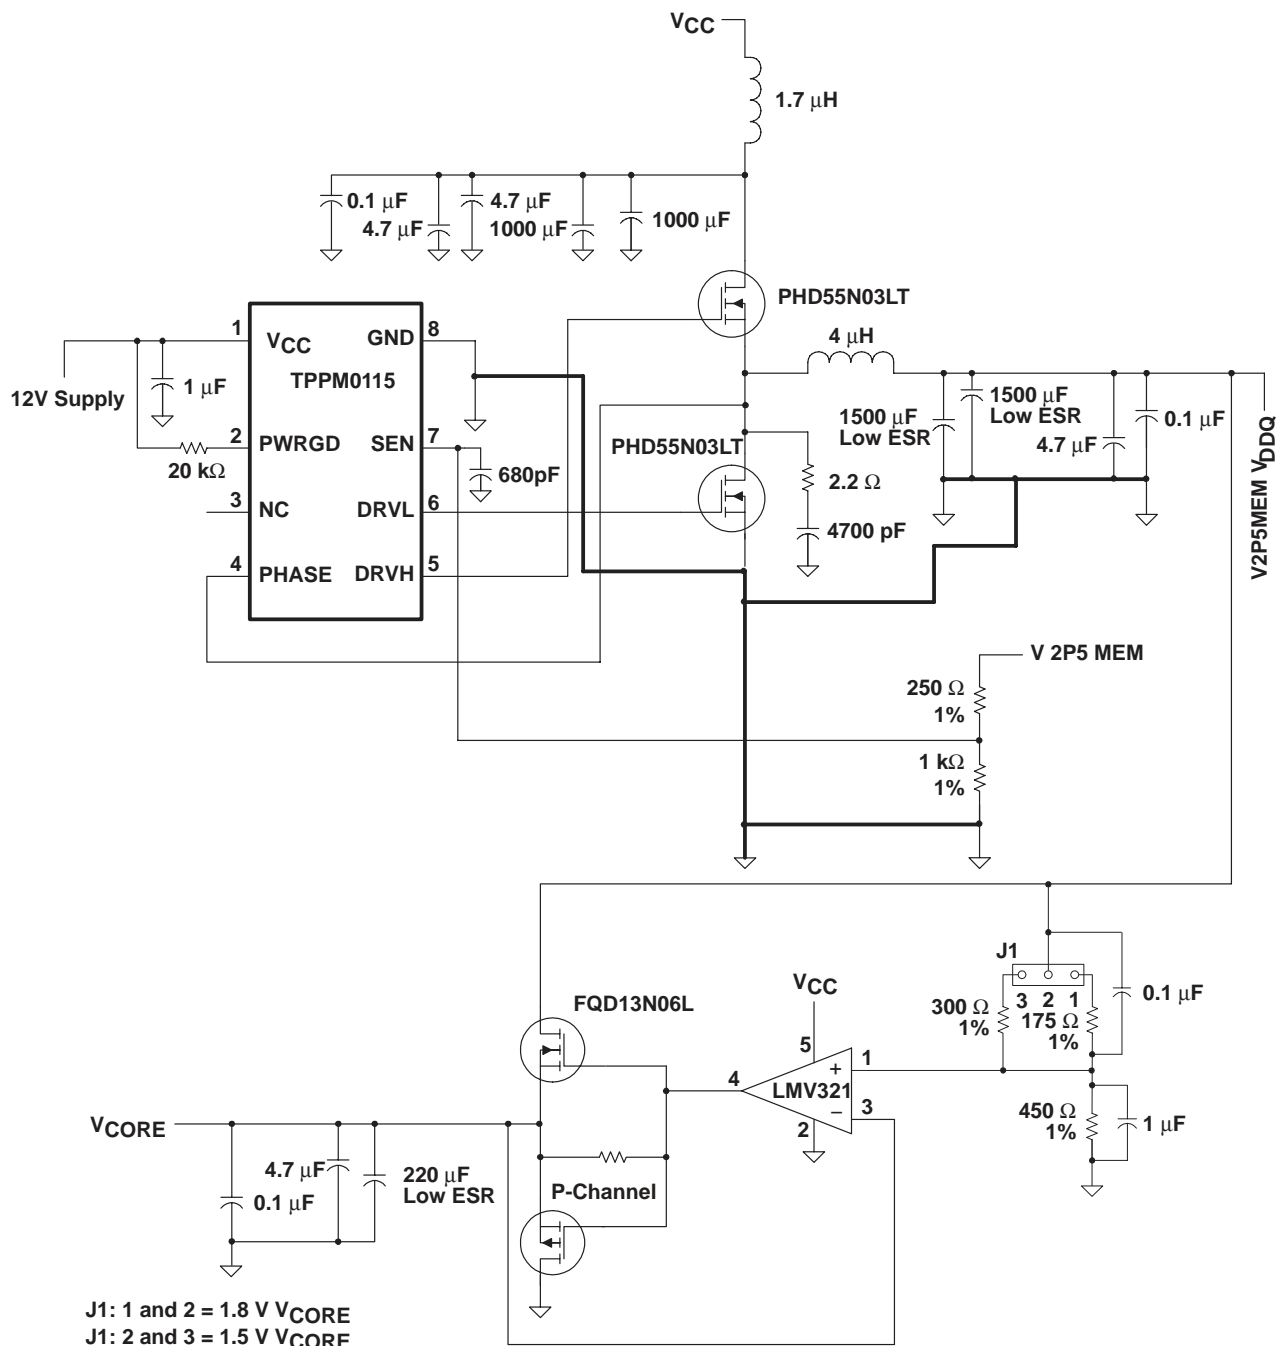 VCC
1.7 μH
0.1 μF
4.7 μF
4.7 μF
1000 μF
1000 μF
PHD55N03LT
12V Supply
1 μF
20 kΩ
1
VCC
GND
8
TPPM0115
2
PWRGD
SEN
7
3
NC
DRVL
6
4
PHASE
DRVH
5
680pF
PHD55N03LT
4 μH
2.2 Ω
4700 pF
1500 μF
Low ESR
1500 μF
Low ESR
4.7 μF
0.1 μF
V2P5MEM VDDQ
V 2P5 MEM
250 Ω
1%
1 kΩ
1%
J1
3 2 1
300 Ω
1%
175 Ω
1%
0.1 μF
450 Ω
1%
1 μF
VCC
5
4
LMV321
+
−
1
3
2
FQD13N06L
P-Channel
VCORE
4.7 μF
0.1 μF
220 μF
Low ESR
J1: 1 and 2 = 1.8 V VCORE
J1: 2 and 3 = 1.5 V VCORE